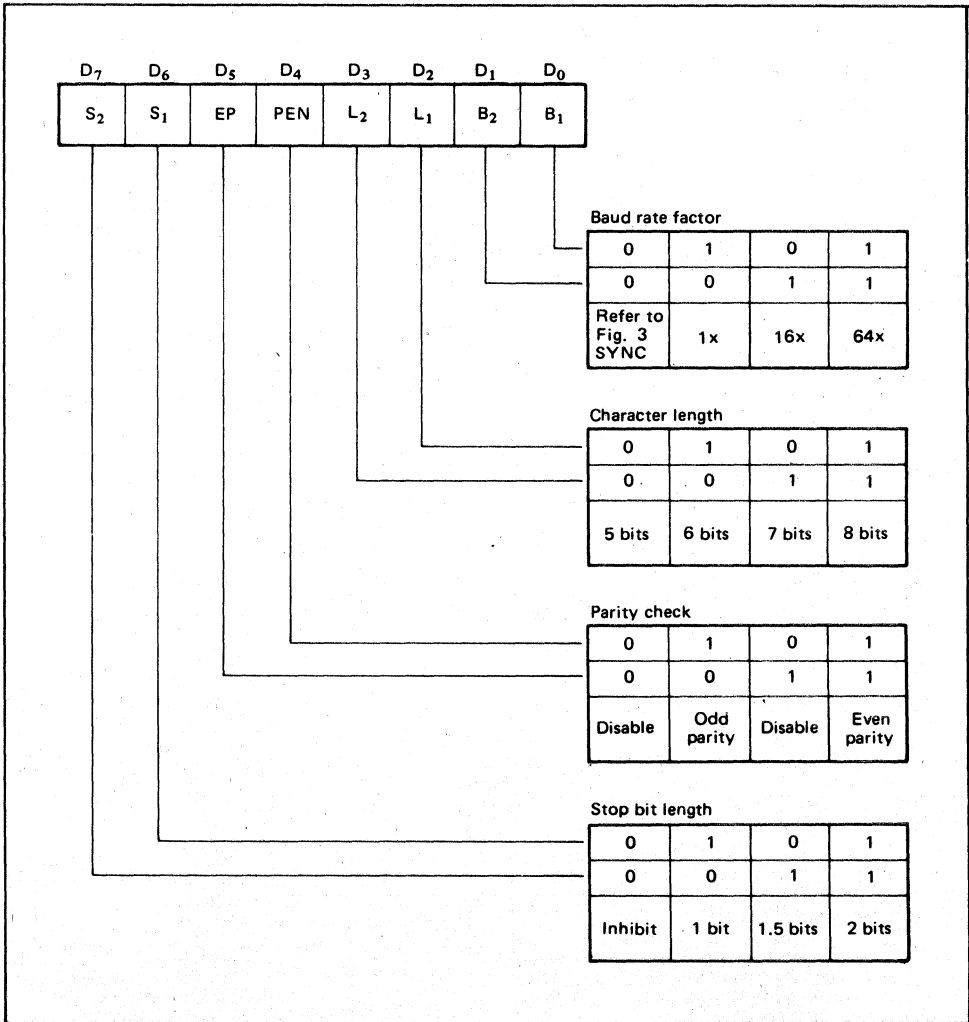 D7 D6 D5 D4 D3 D2 D1 D0
S2 S1 EP PEN L2 L1 B2 B1
Baud rate factor
0 1 0 1
0 0 1 1
Refer to Fig. 3 SYNC 1x 16x 64x
Character length
0 1 0 1
0 0 1 1
5 bits 6 bits 7 bits 8 bits
Parity check
0 1 0 1
0 0 1 1
Disable Odd parity Disable Even parity
Stop bit length
0 1 0 1
0 0 1 1
Inhibit 1 bit 1.5 bits 2 bits